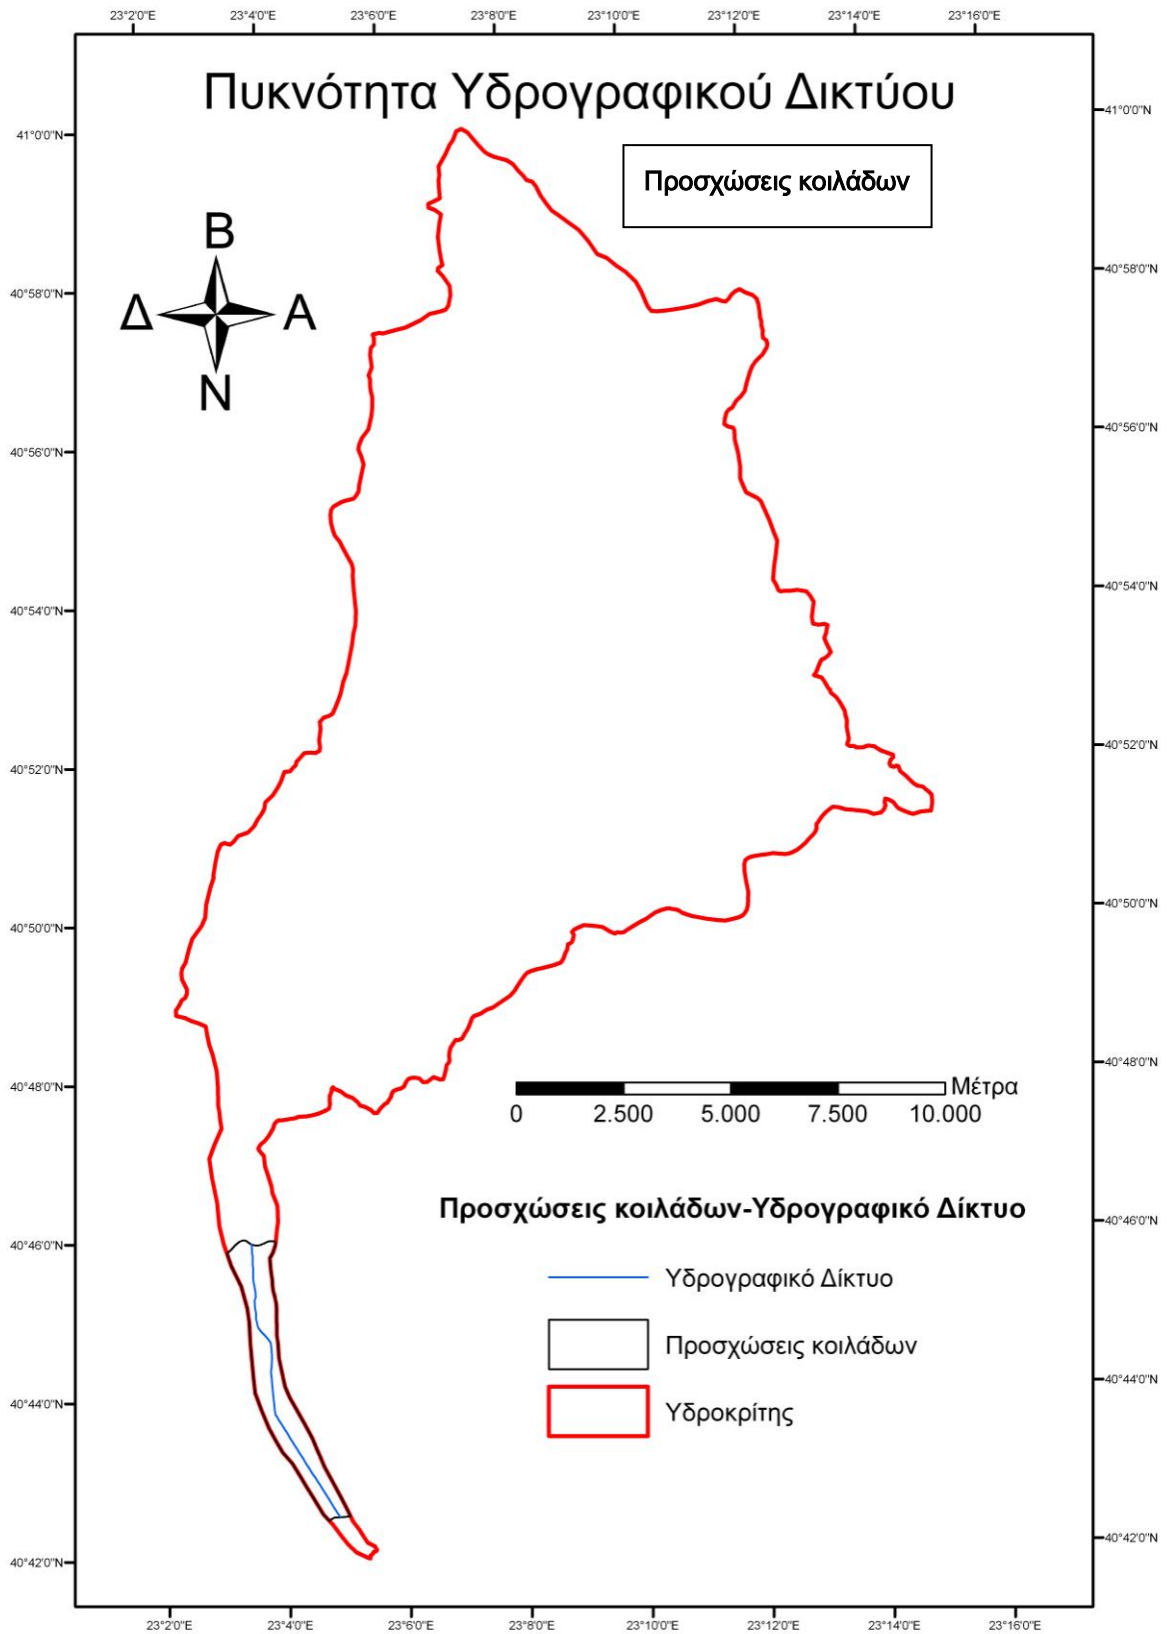 23°2'0"E 23°4'0"E 23°6'0"E 23°8'0"E 23°10'0"E 23°12'0"E 23°14'0"E 23°16'0"E
Πυκνότητα Υδρογραφικού Δικτύου
41°0'0"N
41°0'0"N
Προσχώσεις κοιλάδων
Β
Δ Α
Ν
40°58'0"N
40°58'0"N
40°56'0"N
40°56'0"N
40°54'0"N
40°54'0"N
40°52'0"N
40°52'0"N
40°50'0"N
40°50'0"N
40°48'0"N
40°48'0"N
Μέτρα
0 2.500 5.000 7.500 10.000
Προσχώσεις κοιλάδων-Υδρογραφικό Δίκτυο
40°46'0"N
40°46'0"N
Υδρογραφικό Δίκτυο
Προσχώσεις κοιλάδων
40°44'0"N
40°44'0"N
Υδροκρίτης
40°42'0"N
40°42'0"N
23°2'0"E 23°4'0"E 23°6'0"E 23°8'0"E 23°10'0"E 23°12'0"E 23°14'0"E 23°16'0"E